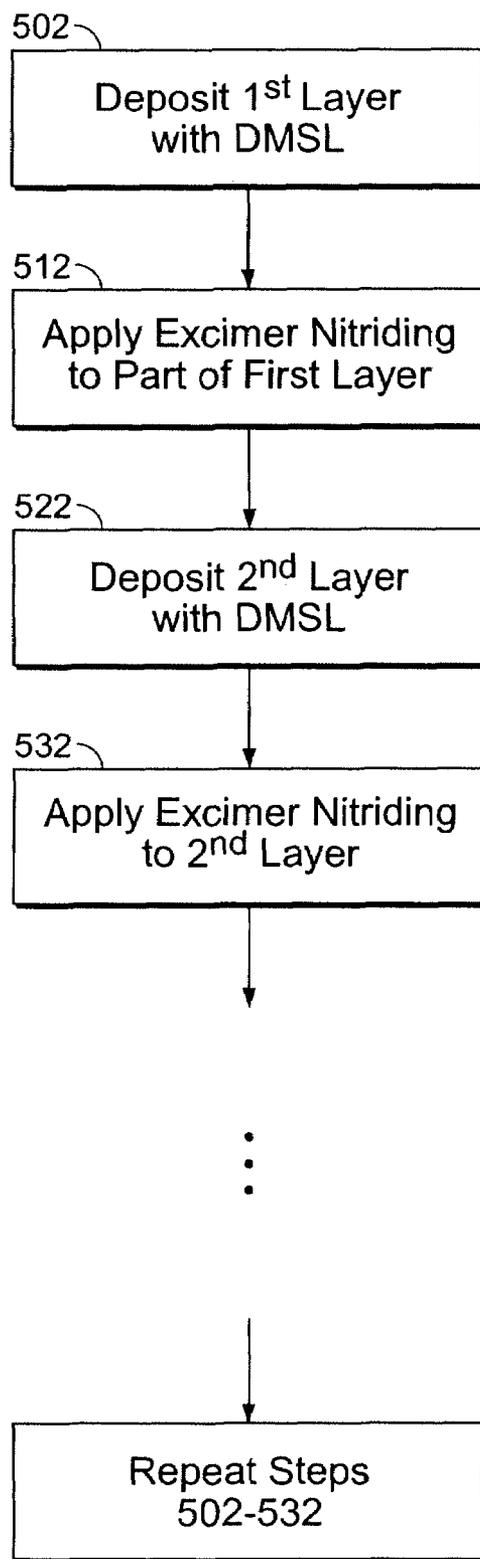 502
Deposit 1st Layer
with DMSL
512
Apply Excimer Nitriding
to Part of First Layer
522
Deposit 2nd Layer
with DMSL
532
Apply Excimer Nitriding
to 2nd Layer
Repeat Steps
502-532